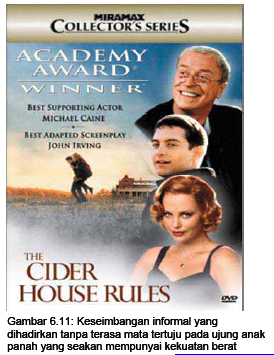 MIRAMAX
COLLECTOR'S SERIES
ACADEMY
AWARD®
WINNER
BEST SUPPORTING ACTOR
MICHAEL CAINE
BEST ADAPTED SCREENPLAY
JOHN IRVING
THE
CIDER
HOUSE RULES
DVD
Gambar 6.11: Keseimbangan informal yang
dihadirkan tanpa terasa mata tertuju pada ujung anak
panah yang seakan mempunyai kekuatan berat